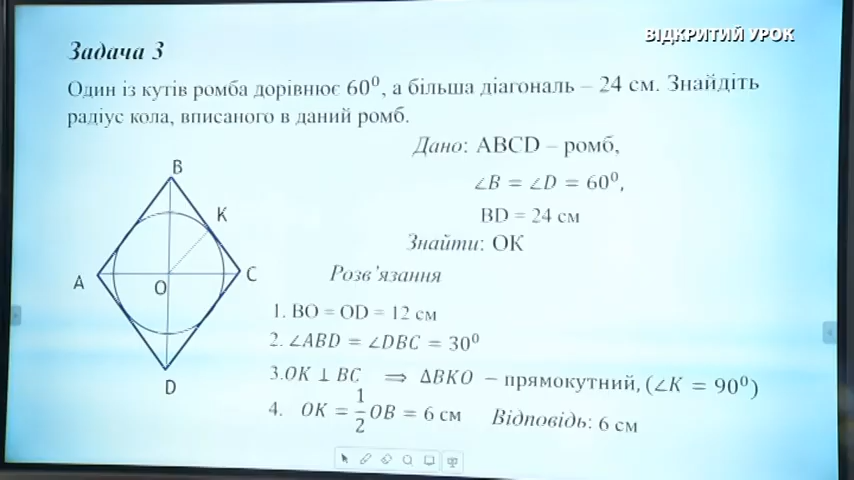 ВІДКРИТИЙ УРОК
Задача 3
Один із кутів ромба дорівнює 60⁰, а більша діагональ – 24 см. Знайдіть
радіус кола, вписаного в даний ромб.
Дано: ABCD – ромб,
∠B = ∠D = 60⁰,
BD = 24 см
Знайти: OK
Розв’язання
B
K
A
O
C
D
1. BO = OD = 12 см
2. ∠ABD = ∠DBC = 30⁰
3.OK ⊥ BC ⟹ ΔBKO – прямокутний, (∠K = 90⁰)
4. OK = 1/2 OB = 6 см Відповідь: 6 см